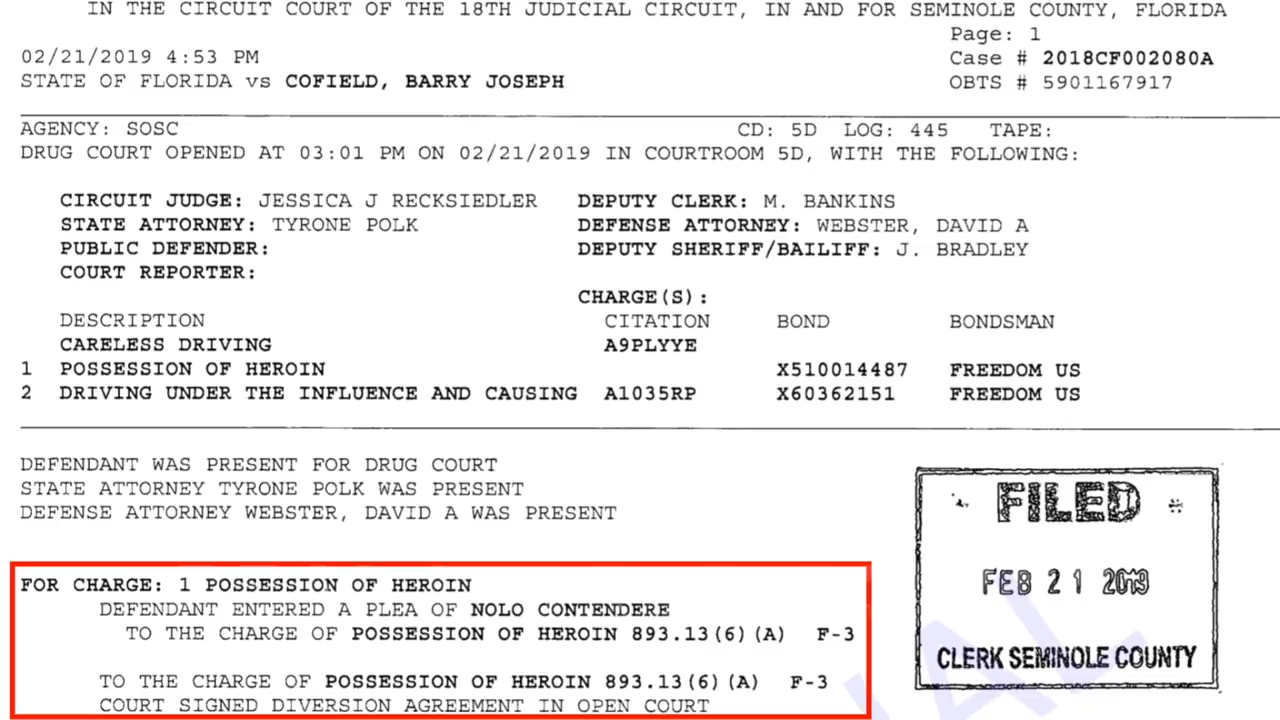 IN THE CIRCUIT COURT OF THE 18TH JUDICIAL CIRCUIT, IN AND FOR SEMINOLE COUNTY, FLORIDA
Page: 1
02/21/2019 4:53 PM Case # 2018CF002080A
STATE OF FLORIDA vs COFIELD, BARRY JOSEPH OBTS # 5901167917
AGENCY: SOSC CD: 5D LOG: 445 TAPE:
DRUG COURT OPENED AT 03:01 PM ON 02/21/2019 IN COURTROOM 5D, WITH THE FOLLOWING:
CIRCUIT JUDGE: JESSICA J RECKSIEDLER DEPUTY CLERK: M. BANKINS
STATE ATTORNEY: TYRONE POLK DEFENSE ATTORNEY: WEBSTER, DAVID A
PUBLIC DEFENDER: DEPUTY SHERIFF/BAILIFF: J. BRADLEY
COURT REPORTER:
CHARGE(S):
DESCRIPTION CITATION BOND BONDSMAN
CARELESS DRIVING A9PLYYE
1 POSSESSION OF HEROIN X510014487 FREEDOM US
2 DRIVING UNDER THE INFLUENCE AND CAUSING A1035RP X60362151 FREEDOM US
DEFENDANT WAS PRESENT FOR DRUG COURT
STATE ATTORNEY TYRONE POLK WAS PRESENT
DEFENSE ATTORNEY WEBSTER, DAVID A WAS PRESENT
FILED
FEB 21 2019
CLERK SEMINOLE COUNTY
FOR CHARGE: 1 POSSESSION OF HEROIN
DEFENDANT ENTERED A PLEA OF NOLO CONTENDERE
TO THE CHARGE OF POSSESSION OF HEROIN 893.13(6)(A) F-3
TO THE CHARGE OF POSSESSION OF HEROIN 893.13(6)(A) F-3
COURT SIGNED DIVERSION AGREEMENT IN OPEN COURT